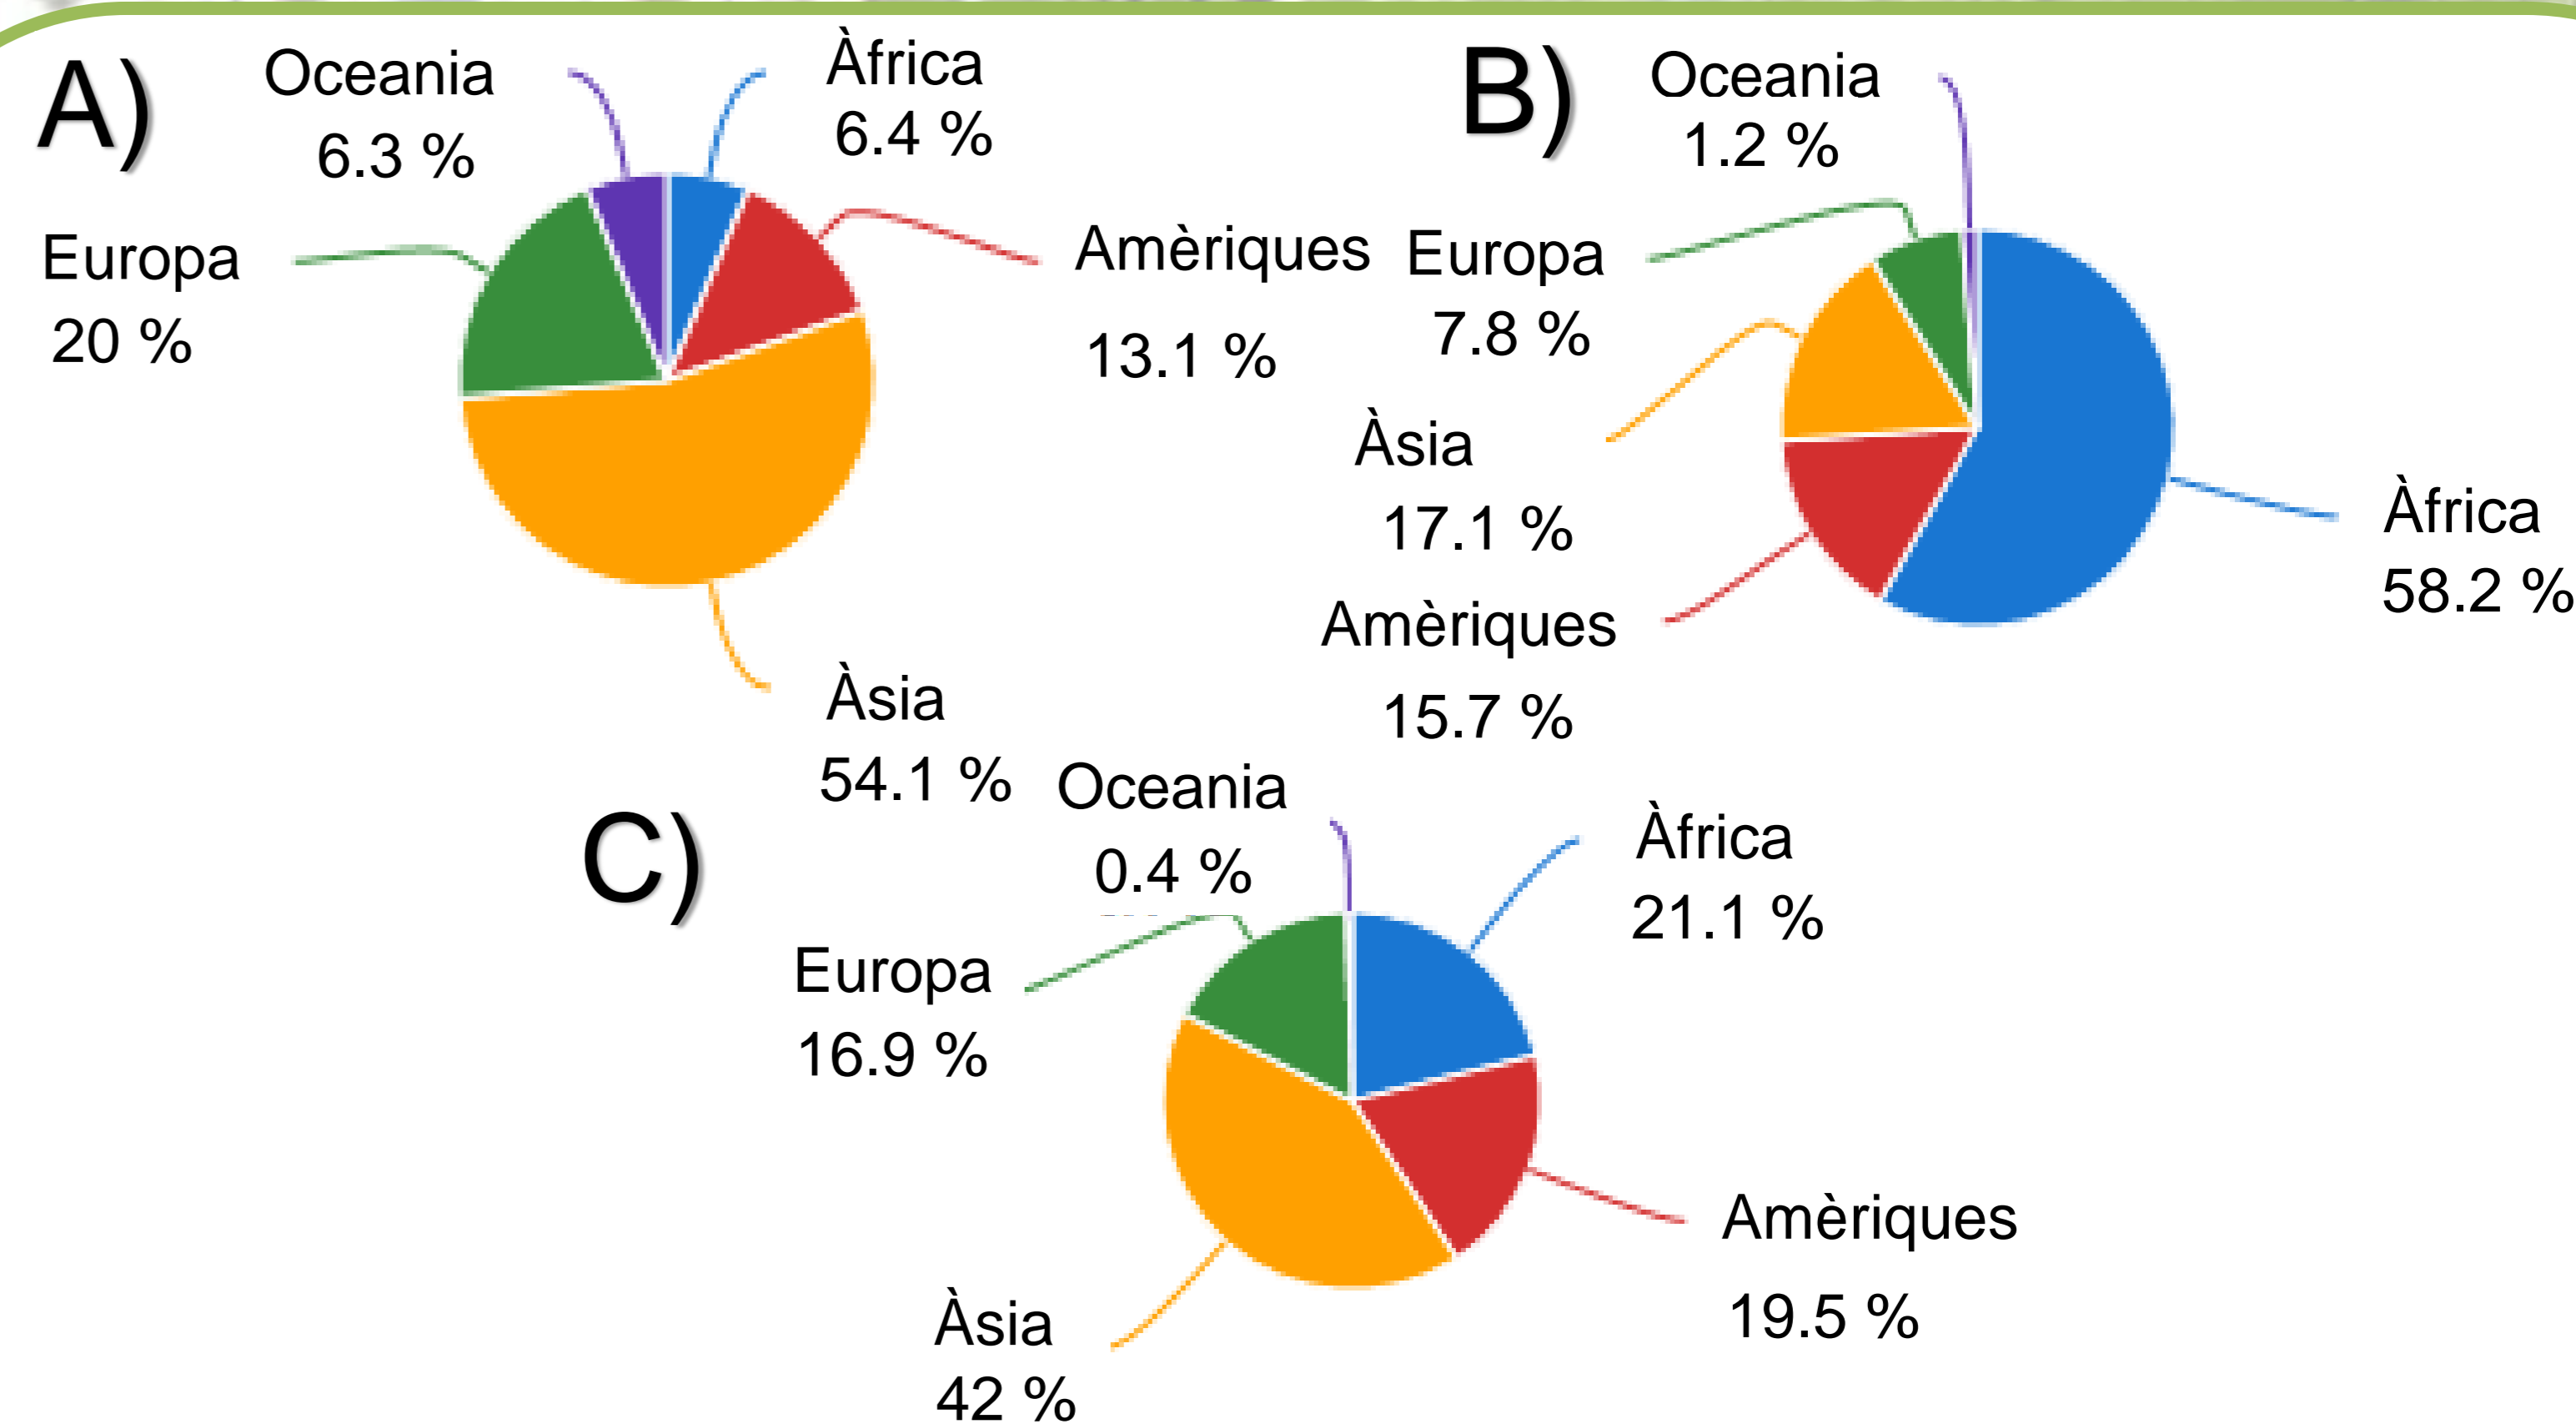 A)
Oceania
6.3 %
Àfrica
6.4 %
Europa
20 %
Amèriques
13.1 %
Àsia
54.1 %
B)
Oceania
1.2 %
Europa
7.8 %
Àsia
17.1 %
Amèriques
15.7 %
Àfrica
58.2 %
C)
Oceania
0.4 %
Àfrica
21.1 %
Europa
16.9 %
Amèriques
19.5 %
Àsia
42 %